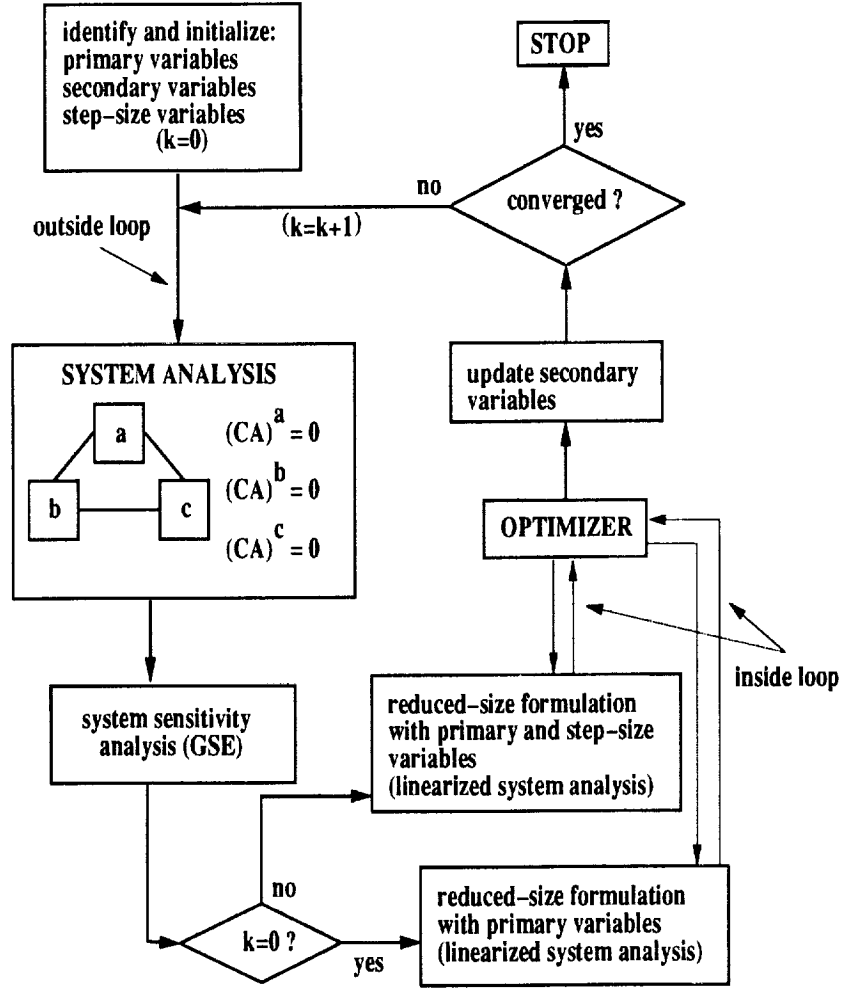 identify and initialize:
primary variables
secondary variables
step-size variables
(k=0)
STOP
yes
converged ?
no
(k=k+1)
outside loop
SYSTEM ANALYSIS
a
b
c
(CA)^a = 0
(CA)^b = 0
(CA)^c = 0
update secondary
variables
OPTIMIZER
inside loop
system sensitivity
analysis (GSE)
reduced-size formulation
with primary and step-size
variables
(linearized system analysis)
no
k=0 ?
yes
reduced-size formulation
with primary variables
(linearized system analysis)